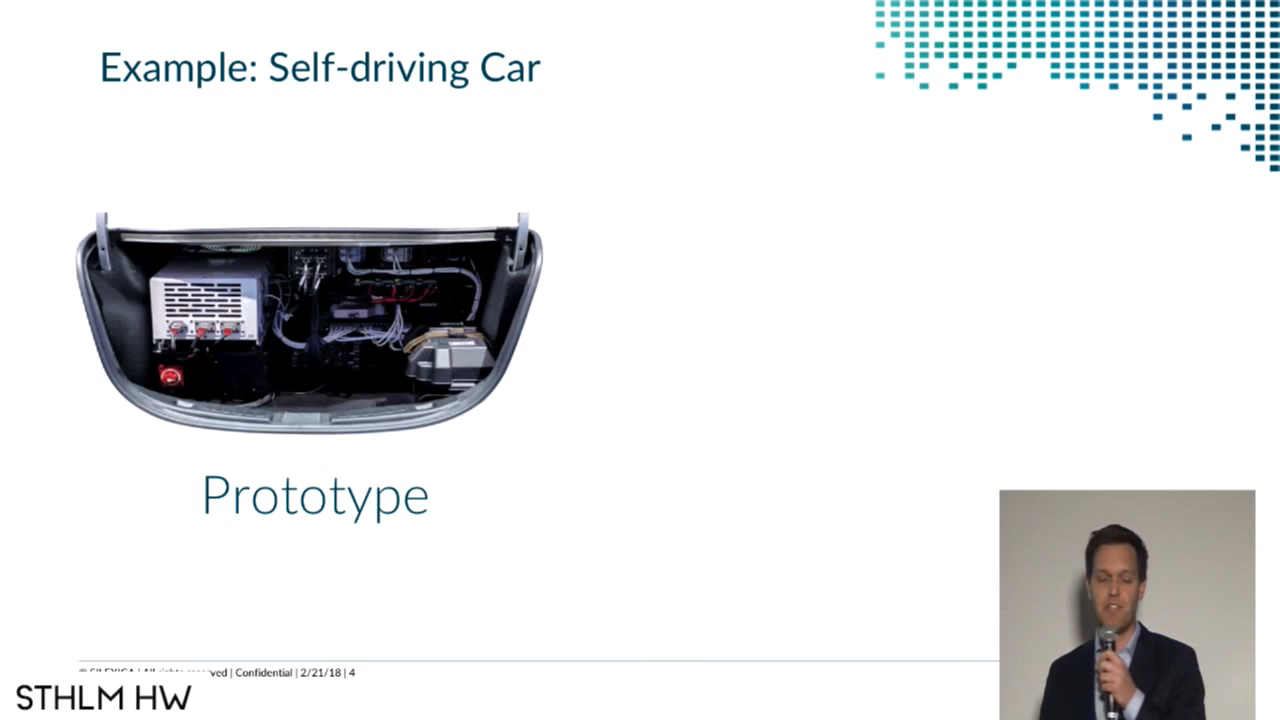 Example: Self-driving Car
Prototype
© SILEXICA | All rights reserved | Confidential | 2/21/18 | 4
STHLM HW